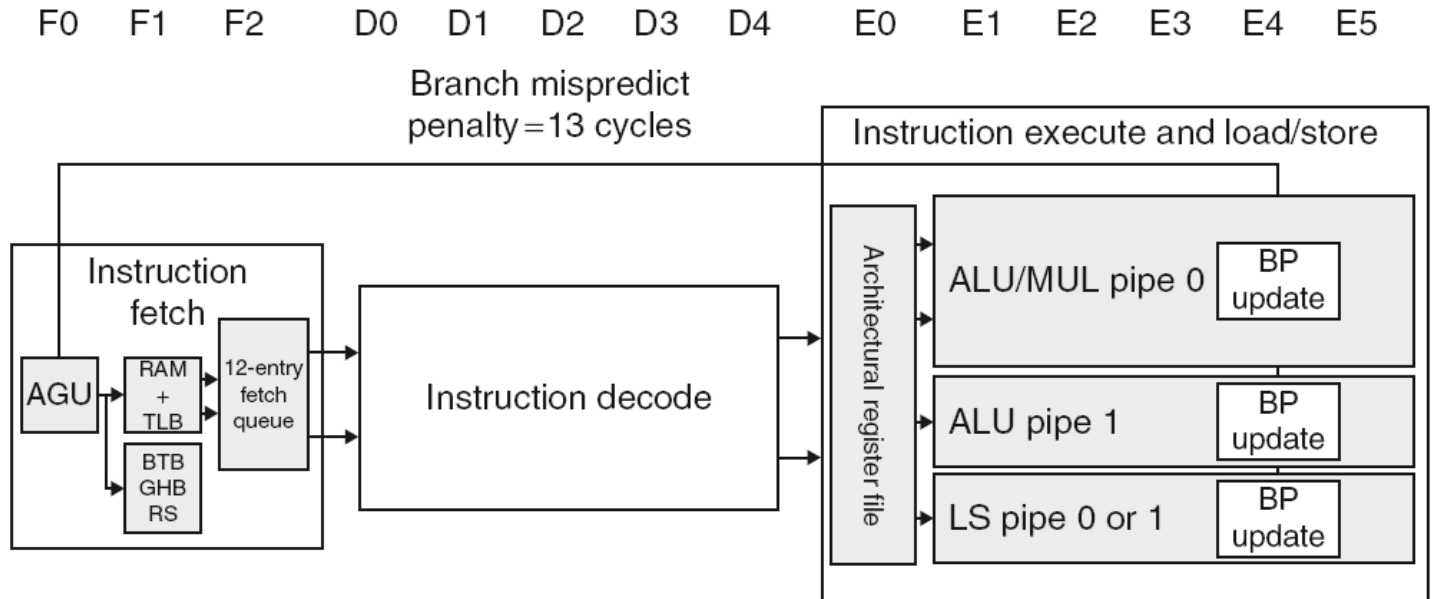 F0 F1 F2 D0 D1 D2 D3 D4 E0 E1 E2 E3 E4 E5
Branch mispredict
penalty=13 cycles
Instruction execute and load/store
Instruction
fetch
AGU
RAM
+
TLB
BTB
GHB
RS
12-entry
fetch
queue
Instruction decode
Architectural register file
ALU/MUL pipe 0
BP
update
ALU pipe 1
BP
update
LS pipe 0 or 1
BP
update